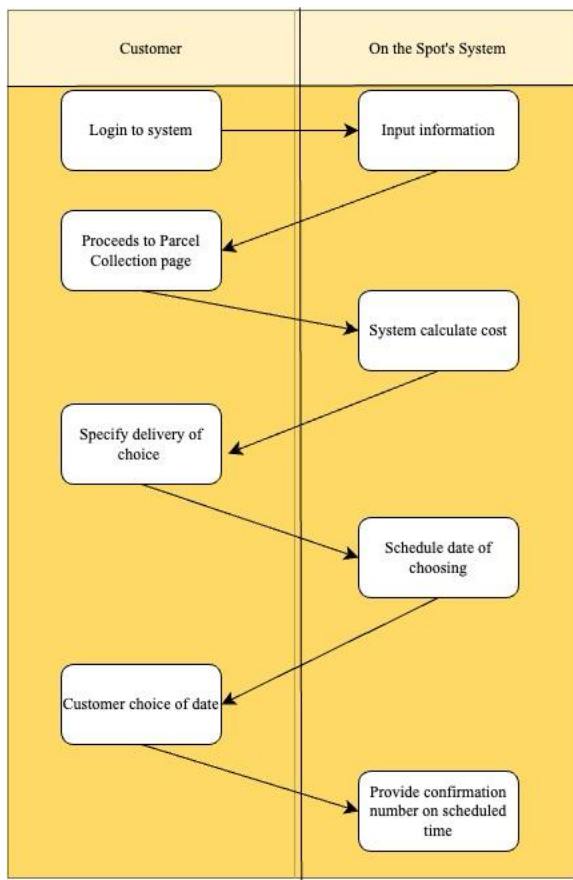 Customer
On the Spot's System
Login to system
Input information
Proceeds to Parcel
Collection page
System calculate cost
Specify delivery of
choice
Schedule date of
choosing
Customer choice of date
Provide confirmation
number on scheduled
time